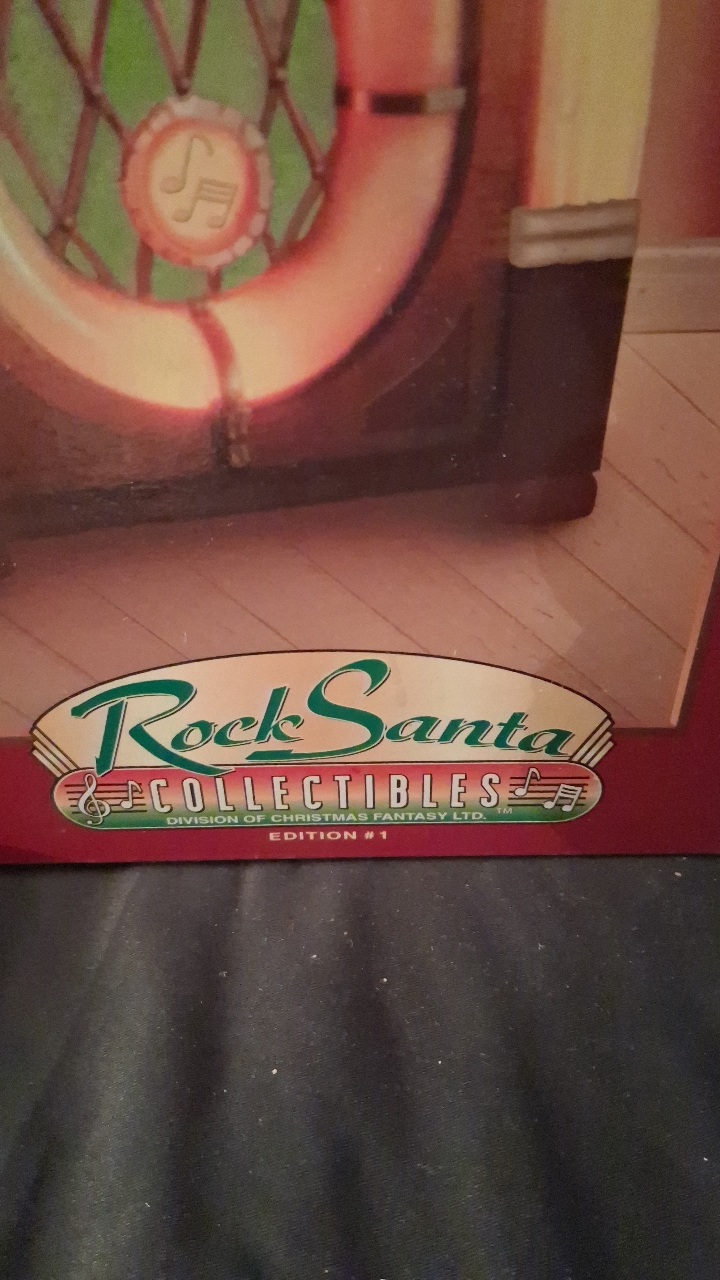 Rock Santa
COLLECTIBLES
DIVISION OF CHRISTMAS FANTASY LTD. ™
EDITION #1